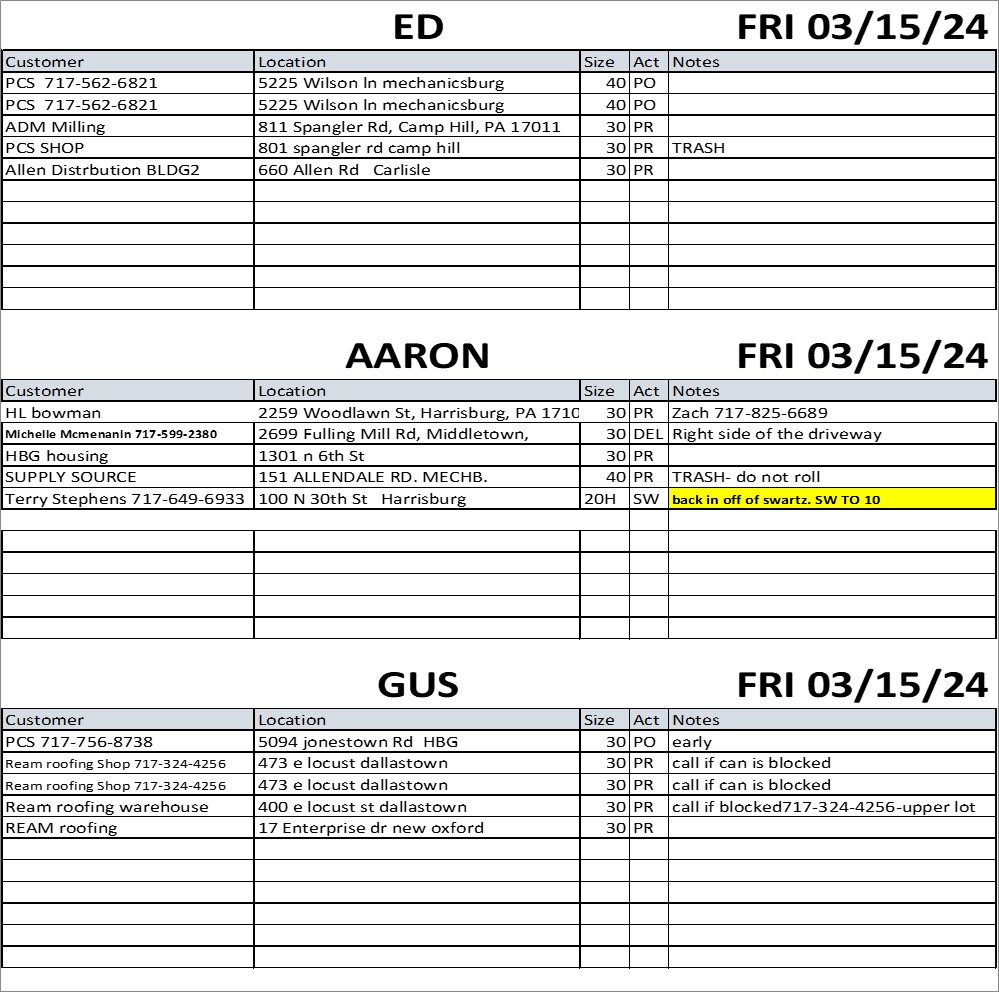 ED FRI 03/15/24
Customer Location Size Act Notes
PCS 717-562-6821 5225 Wilson ln mechanicsburg 40 PO
PCS 717-562-6821 5225 Wilson ln mechanicsburg 40 PO
ADM Milling 811 Spangler Rd, Camp Hill, PA 17011 30 PR
PCS SHOP 801 spangler rd camp hill 30 PR TRASH
Allen Distrbution BLDG2 660 Allen Rd Carlisle 30 PR
AARON FRI 03/15/24
Customer Location Size Act Notes
HL bowman 2259 Woodlawn St, Harrisburg, PA 1710 30 PR Zach 717-825-6689
Michelle Mcmenanin 717-599-2380 2699 Fulling Mill Rd, Middletown, 30 DEL Right side of the driveway
HBG housing 1301 n 6th St 30 PR
SUPPLY SOURCE 151 ALLENDALE RD. MECHB. 40 PR TRASH- do not roll
Terry Stephens 717-649-6933 100 N 30th St Harrisburg 20H SW back in off of swartz. SW TO 10
GUS FRI 03/15/24
Customer Location Size Act Notes
PCS 717-756-8738 5094 jonestown Rd HBG 30 PO early
Ream roofing Shop 717-324-4256 473 e locust dallastown 30 PR call if can is blocked
Ream roofing Shop 717-324-4256 473 e locust dallastown 30 PR call if can is blocked
Ream roofing warehouse 400 e locust st dallastown 30 PR call if blocked717-324-4256-upper lot
REAM roofing 17 Enterprise dr new oxford 30 PR